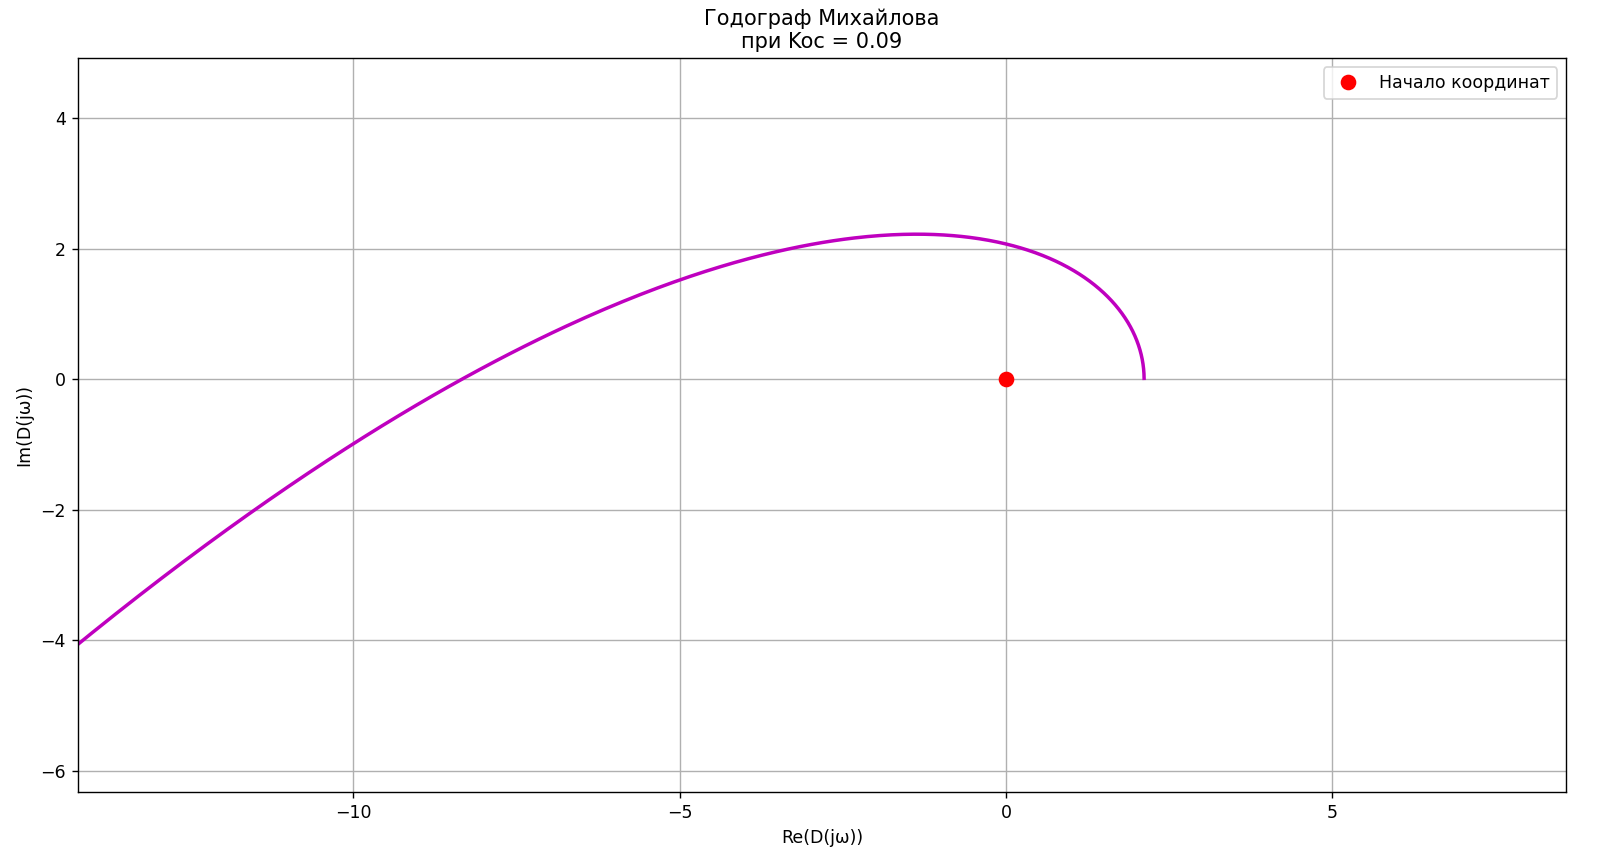 Годограф Михайлова
при Kос = 0.09
Начало координат
4
2
0
−2
−4
−6
Im(D(jω))
−10
−5
0
5
Re(D(jω))